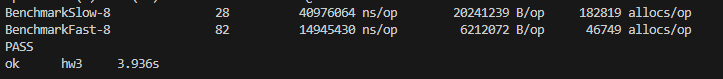 BenchmarkSlow-8 28 40976064 ns/op 20241239 B/op 182819 allocs/op
BenchmarkFast-8 82 14945430 ns/op 6212072 B/op 46749 allocs/op
PASS
ok hw3 3.936s